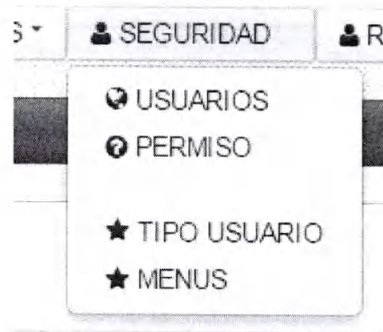 S SEGURIDAD R
USUARIOS
PERMISO
TIPO USUARIO
MENUS